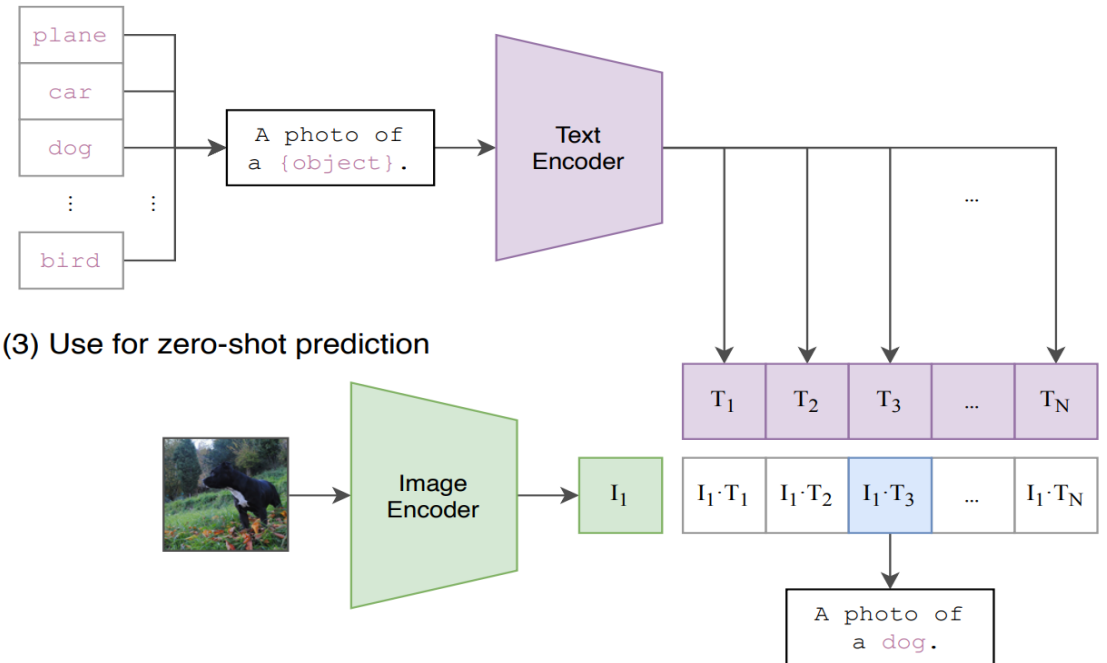 plane
car
dog
⋮ ⋮
bird
A photo of
a {object}.
Text
Encoder
...
(3) Use for zero-shot prediction
T1 T2 T3 ... TN
Image
Encoder
I1
I1·T1 I1·T2 I1·T3 ... I1·TN
A photo of
a dog.